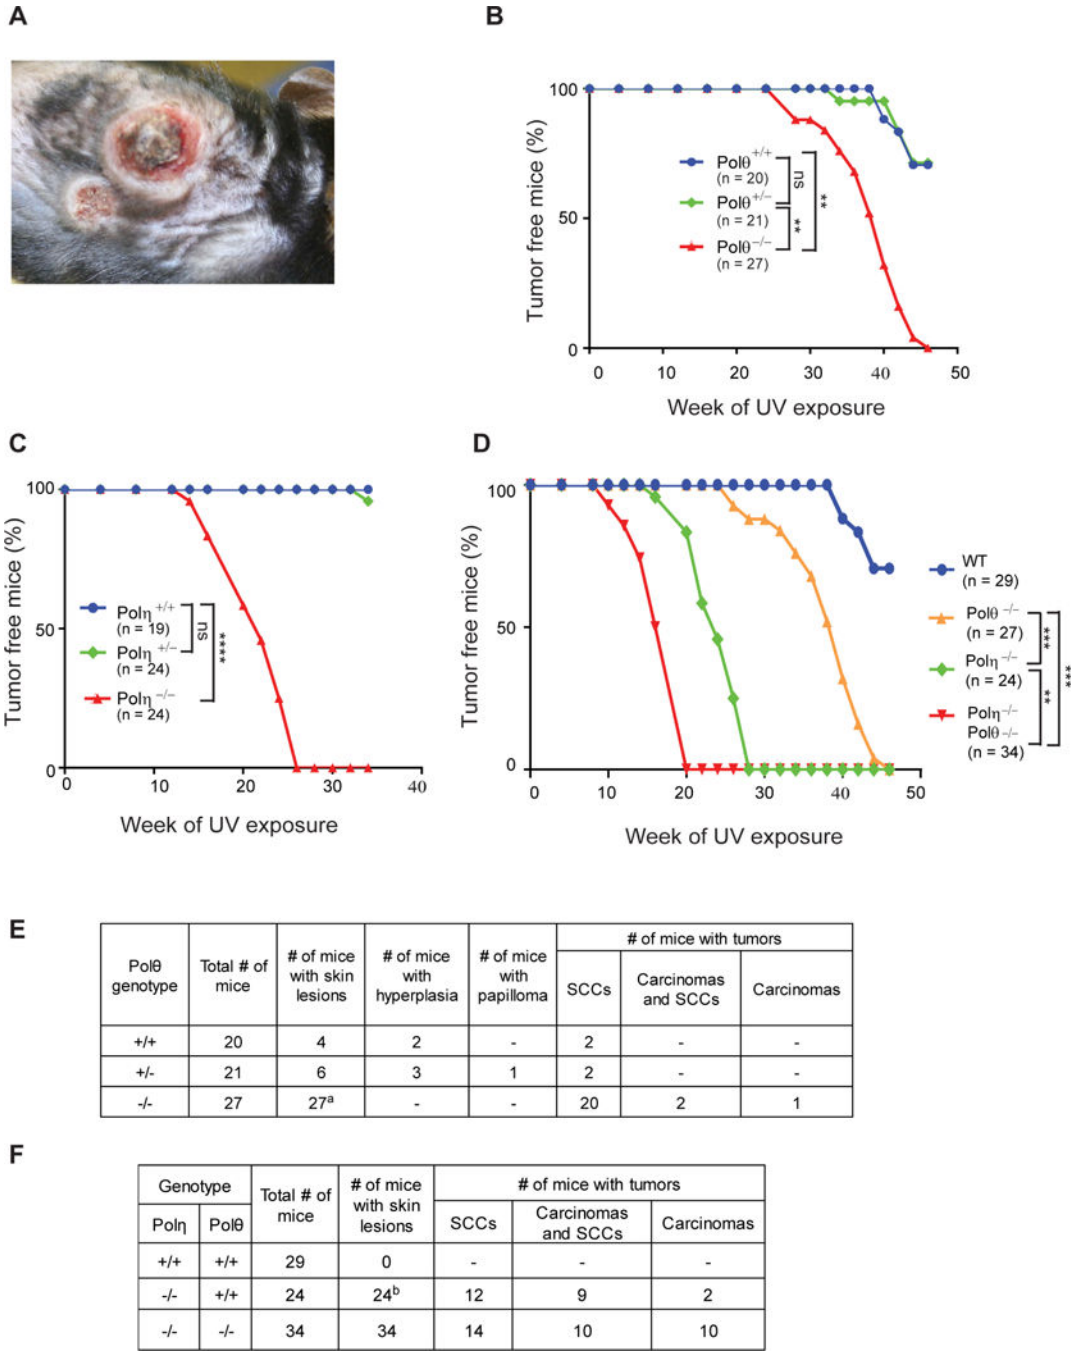 A
B
Tumor free mice (%)
100
50
0
0 10 20 30 40 50
Week of UV exposure
Polθ +/+
(n = 20)
Polθ +/−
(n = 21)
Polθ −/−
(n = 27)
ns
**
**
C
Tumor free mice (%)
100
50
0
0 10 20 30 40
Week of UV exposure
Polη +/+
(n = 19)
Polη +/−
(n = 24)
Polη −/−
(n = 24)
ns
****
D
Tumor free mice (%)
100
50
0
0 10 20 30 40 50
Week of UV exposure
WT
(n = 29)
Polθ −/−
(n = 27)
Polη −/−
(n = 24)
Polη −/−
Polθ −/−
(n = 34)
***
**
***
E
Polθ genotype
Total # of mice
# of mice with skin lesions
# of mice with hyperplasia
# of mice with papilloma
# of mice with tumors
SCCs
Carcinomas and SCCs
Carcinomas
+/+ 20 4 2 - 2 - -
+/- 21 6 3 1 2 - -
-/- 27 27a - - 20 2 1
F
Genotype
Total # of mice
# of mice with skin lesions
# of mice with tumors
Polη Polθ
SCCs
Carcinomas and SCCs
Carcinomas
+/+ +/+ 29 0 - - -
-/- +/+ 24 24b 12 9 2
-/- -/- 34 34 14 10 10